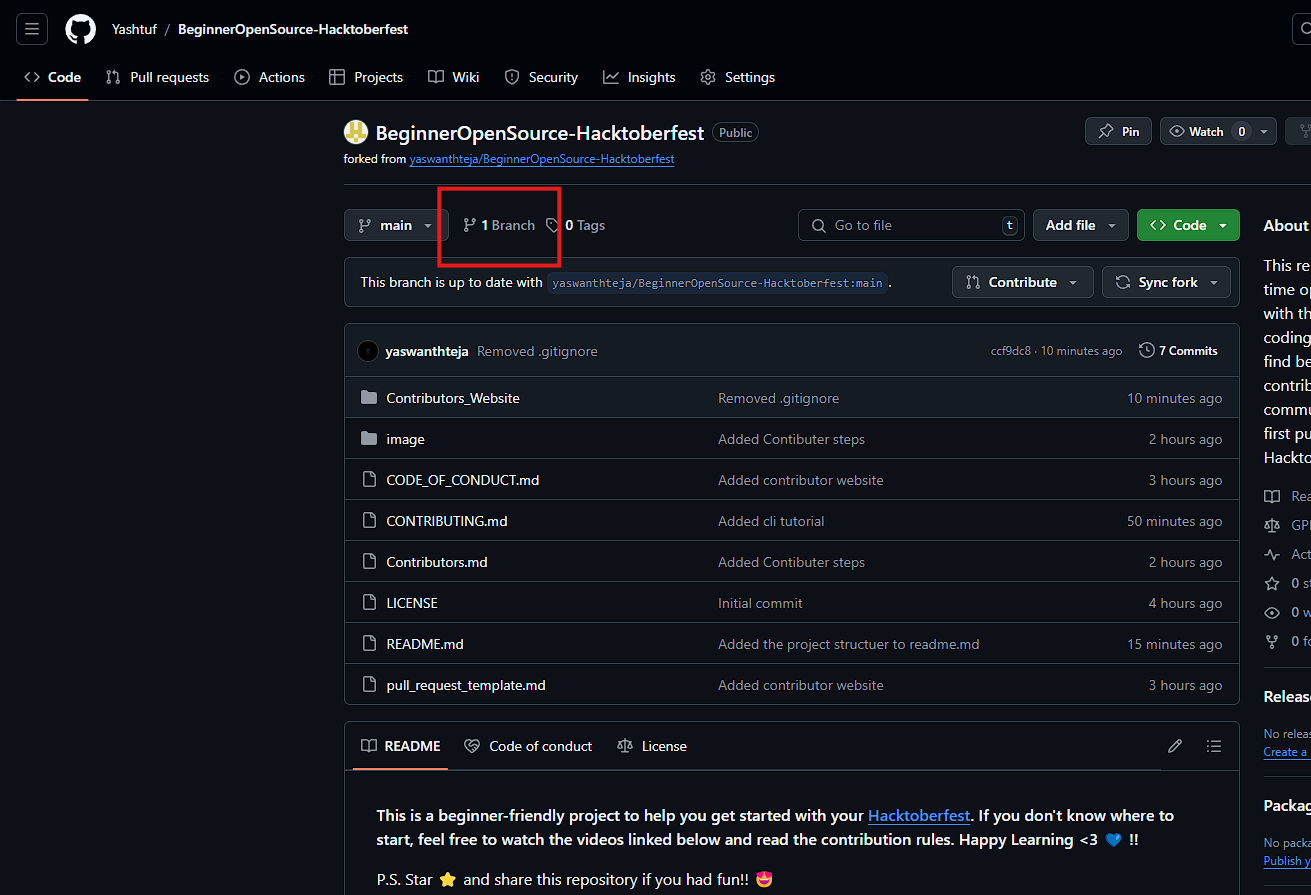 Yashtuf / BeginnerOpenSource-Hacktoberfest
Code Pull requests Actions Projects Wiki Security Insights Settings
BeginnerOpenSource-Hacktoberfest Public
Pin Watch 0
forked from yaswanthteja/BeginnerOpenSource-Hacktoberfest
main 1 Branch 0 Tags Go to file t Add file Code
This branch is up to date with yaswanthteja/BeginnerOpenSource-Hacktoberfest:main .
Contribute Sync fork
yaswanthteja Removed .gitignore ccf9dc8 · 10 minutes ago 7 Commits
Contributors_Website Removed .gitignore 10 minutes ago
image Added Contibuter steps 2 hours ago
CODE_OF_CONDUCT.md Added contributor website 3 hours ago
CONTRIBUTING.md Added cli tutorial 50 minutes ago
Contributors.md Added Contibuter steps 2 hours ago
LICENSE Initial commit 4 hours ago
README.md Added the project structuer to readme.md 15 minutes ago
pull_request_template.md Added contributor website 3 hours ago
README Code of conduct License
This is a beginner-friendly project to help you get started with your Hacktoberfest. If you don't know where to
start, feel free to watch the videos linked below and read the contribution rules. Happy Learning <3 💙 !!
P.S. Star ⭐ and share this repository if you had fun!! 🤩
About
This re
time op
with th
coding
find be
contrib
commu
first pu
Hackto
Rea
GPL
Act
0 st
0 w
0 fo
Release
No releas
Create a
Packag
No packa
Publish y